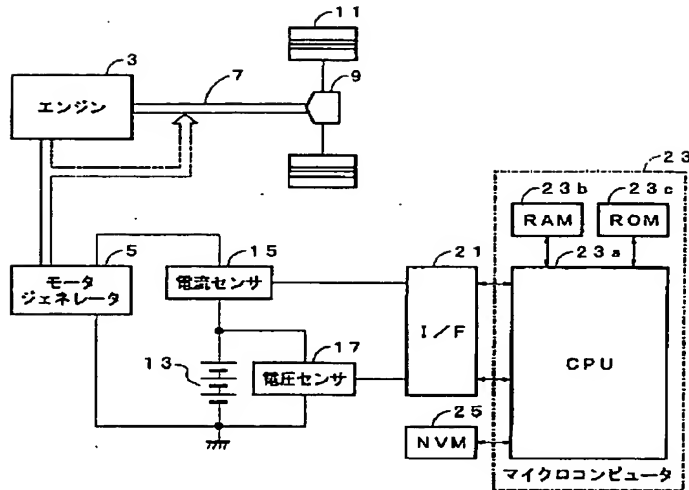 11
3
7
9
エンジン
23
23b
23c
RAM
ROM
5
15
21
23a
モータ
ジェネレータ
電流センサ
I/F
CPU
17
13
電圧センサ
25
NVM
マイクロコンピュータ